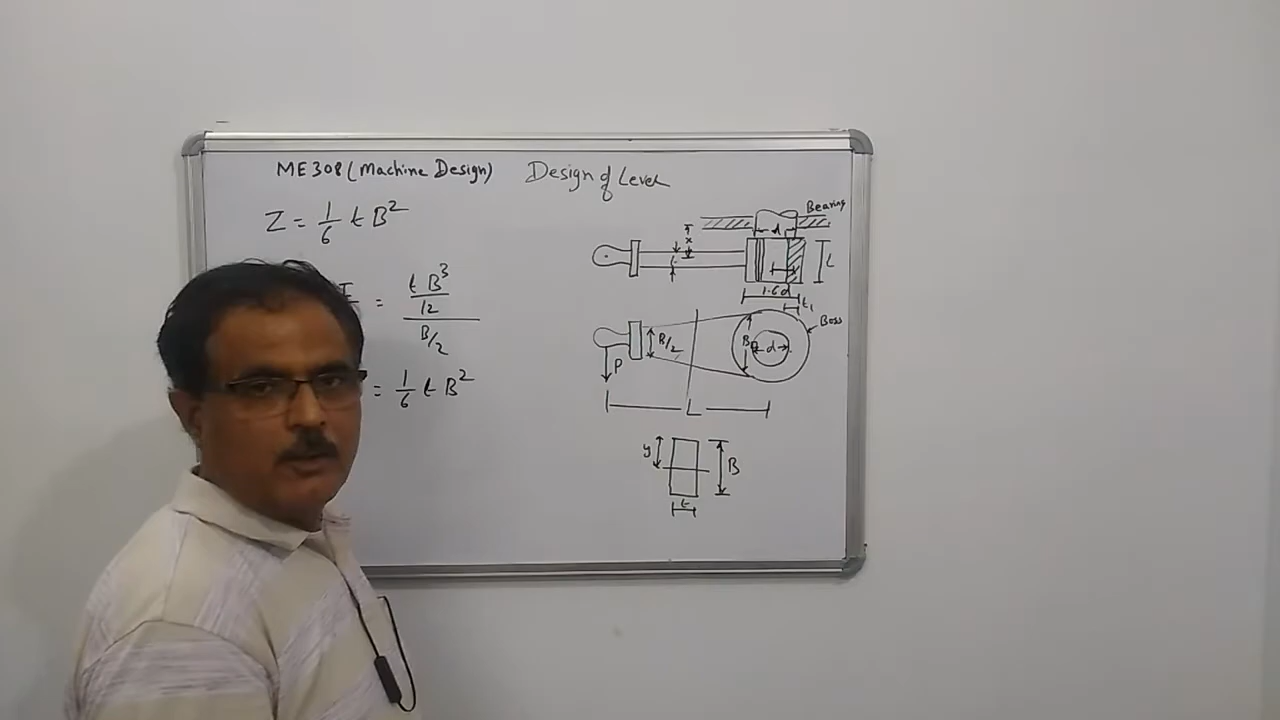 ME308 (Machine Design) Design of Lever
Z = 1/6 t B²
= t B³/12 / B/2
= 1/6 t B²
Bearing
d
x
L
1.6d
t₁
Boss
B/2
B
d
P
L
y
B
t